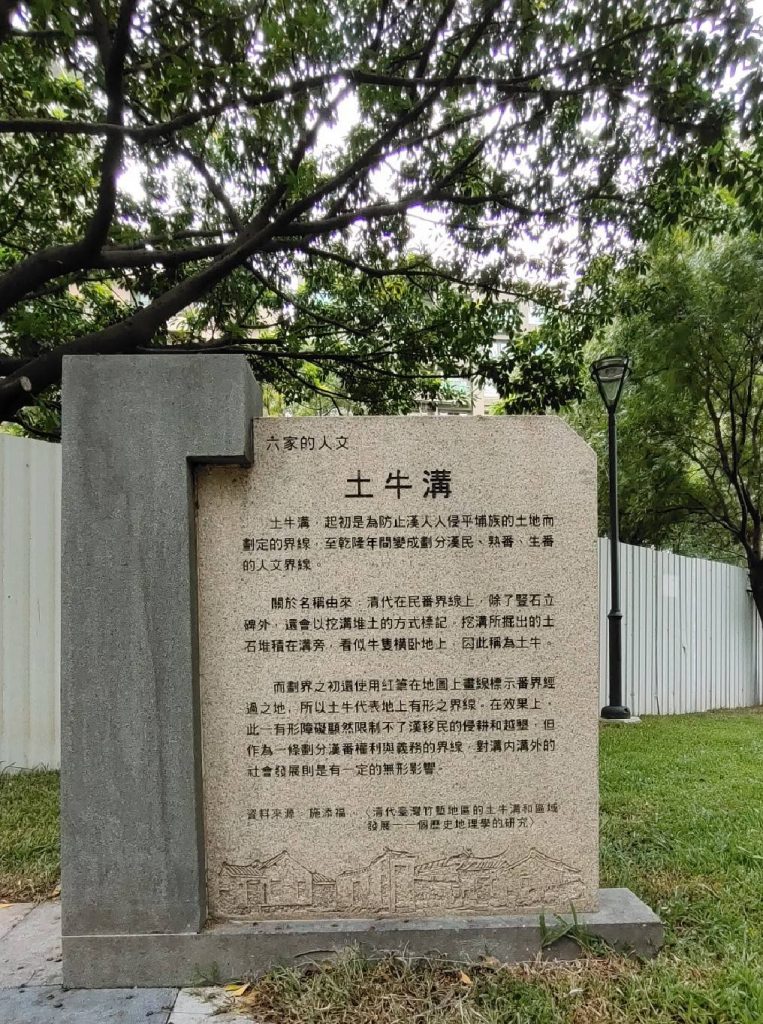 六家的人文
土牛溝
土牛溝，起初是為防止漢人入侵平埔族的土地而
劃定的界線，至乾隆年間變成劃分漢民、熟番、生番
的人文界線。
關於名稱由來，清代在民番界線上，除了豎石立
碑外，還會以挖溝堆土的方式標記，挖溝所掘出的土
石堆積在溝旁，看似牛隻橫卧地上，因此稱為土牛。
而劃界之初還使用紅筆在地圖上畫線標示番界經
過之地，所以土牛代表地上有形之界線。在效果上，
此一有形障礙顯然限制不了漢移民的侵耕和越墾，但
作為一條劃分漢番權利與義務的界線，對溝內溝外的
社會發展則是有一定的無形影響。
資料來源：施添福，〈清代臺灣竹塹地區的土牛溝和區域
發展－一個歷史地理學的研究〉